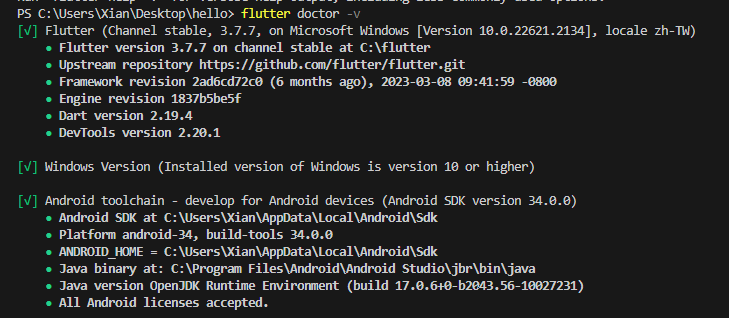 PS C:\Users\Xian\Desktop\hello> flutter doctor -v
[√] Flutter (Channel stable, 3.7.7, on Microsoft Windows [Version 10.0.22621.2134], locale zh-TW)
• Flutter version 3.7.7 on channel stable at C:\flutter
• Upstream repository https://github.com/flutter/flutter.git
• Framework revision 2ad6cd72c0 (6 months ago), 2023-03-08 09:41:59 -0800
• Engine revision 1837b5be5f
• Dart version 2.19.4
• DevTools version 2.20.1
[√] Windows Version (Installed version of Windows is version 10 or higher)
[√] Android toolchain - develop for Android devices (Android SDK version 34.0.0)
• Android SDK at C:\Users\Xian\AppData\Local\Android\Sdk
• Platform android-34, build-tools 34.0.0
• ANDROID_HOME = C:\Users\Xian\AppData\Local\Android\Sdk
• Java binary at: C:\Program Files\Android\Android Studio\jbr\bin\java
• Java version OpenJDK Runtime Environment (build 17.0.6+0-b2043.56-10027231)
• All Android licenses accepted.